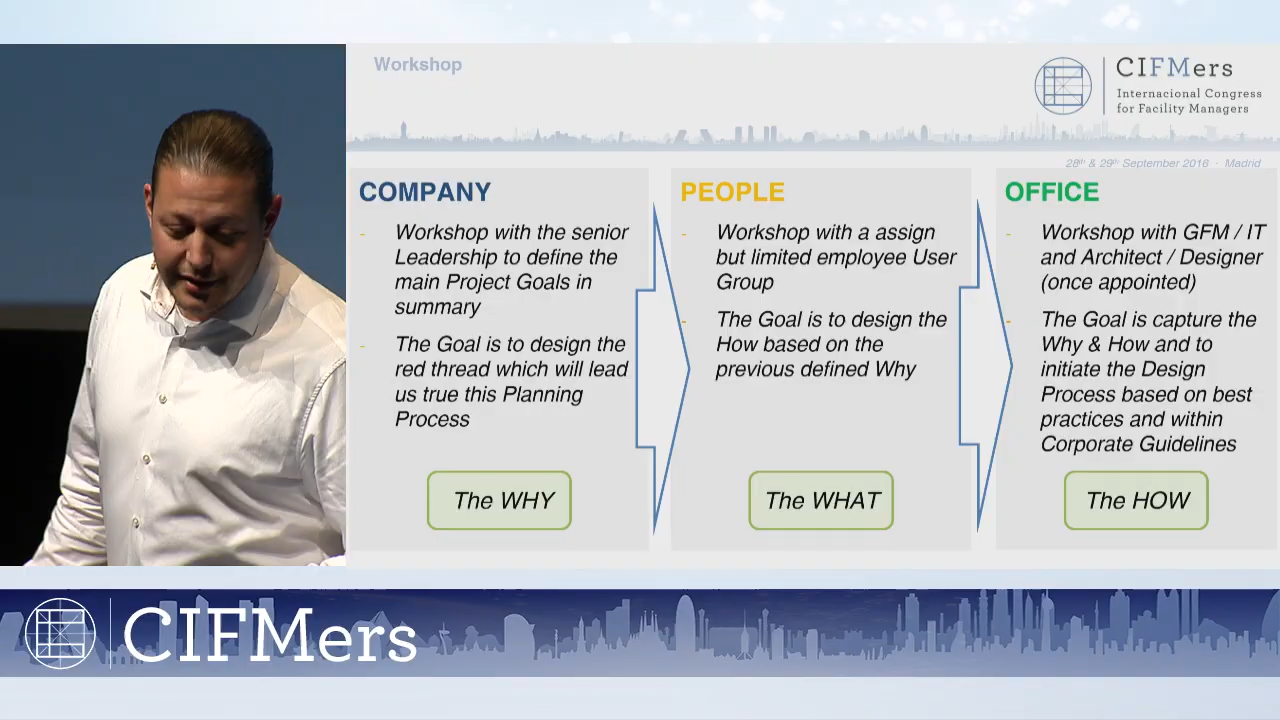 Workshop
CIFMers
Internacional Congress
for Facility Managers
28th & 29th September 2016 · Madrid
COMPANY
- Workshop with the senior
Leadership to define the
main Project Goals in
summary
- The Goal is to design the
red thread which will lead
us true this Planning
Process
The WHY
PEOPLE
- Workshop with a assign
but limited employee User
Group
- The Goal is to design the
How based on the
previous defined Why
The WHAT
OFFICE
- Workshop with GFM / IT
and Architect / Designer
(once appointed)
- The Goal is capture the
Why & How and to
initiate the Design
Process based on best
practices and within
Corporate Guidelines
The HOW
CIFMers